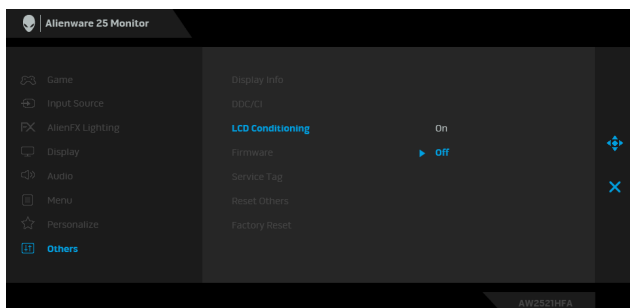 Alienware 25 Monitor
Game
Display Info
Input Source
DDC/CI
AlienFX Lighting
LCD Conditioning
On
Display
Firmware
Off
Audio
Service Tag
Menu
Reset Others
Personalize
Factory Reset
Others
AW2521HFA